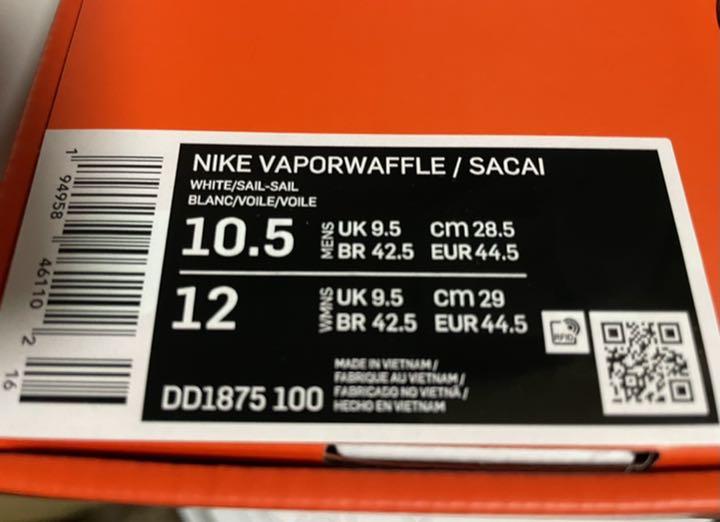 NIKE VAPORWAFFLE / SACAI
WHITE/SAIL-SAIL
BLANC/VOILE/VOILE
10.5 MENS UK 9.5 cm 28.5
BR 42.5 EUR 44.5
12 WMNS UK 9.5 cm 29
BR 42.5 EUR 44.5
RFID
DD1875 100
MADE IN VIETNAM /
FABRIQUE AU VIETNAM /
FABRICADO NO VIETNÃ /
HECHO EN VIETNAM
1 94958 46110 2
16